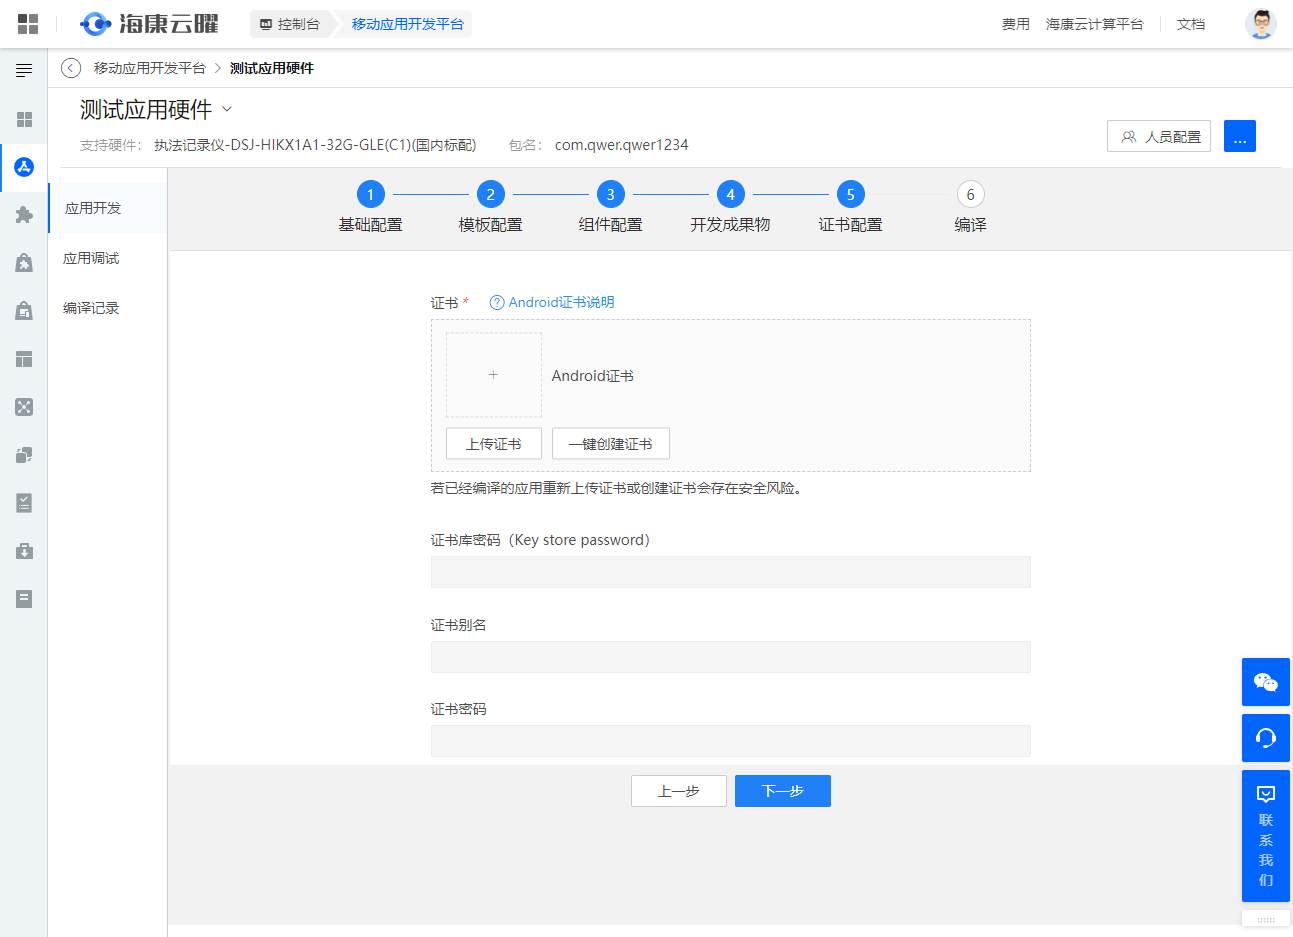 海康云曜 控制台 移动应用开发平台 费用 海康云计算平台 文档
移动应用开发平台 > 测试应用硬件
测试应用硬件
支持硬件: 执法记录仪-DSJ-HIKX1A1-32G-GLE(C1)(国内标配) 包名: com.qwer.qwer1234
人员配置 ...
应用开发
应用调试
编译记录
1 2 3 4 5 6
基础配置 模板配置 组件配置 开发成果物 证书配置 编译
证书 * ? Android证书说明
+ Android证书
上传证书 一键创建证书
若已经编译的应用重新上传证书或创建证书会存在安全风险。
证书库密码（Key store password）
证书别名
证书密码
上一步 下一步
联
系
我
们